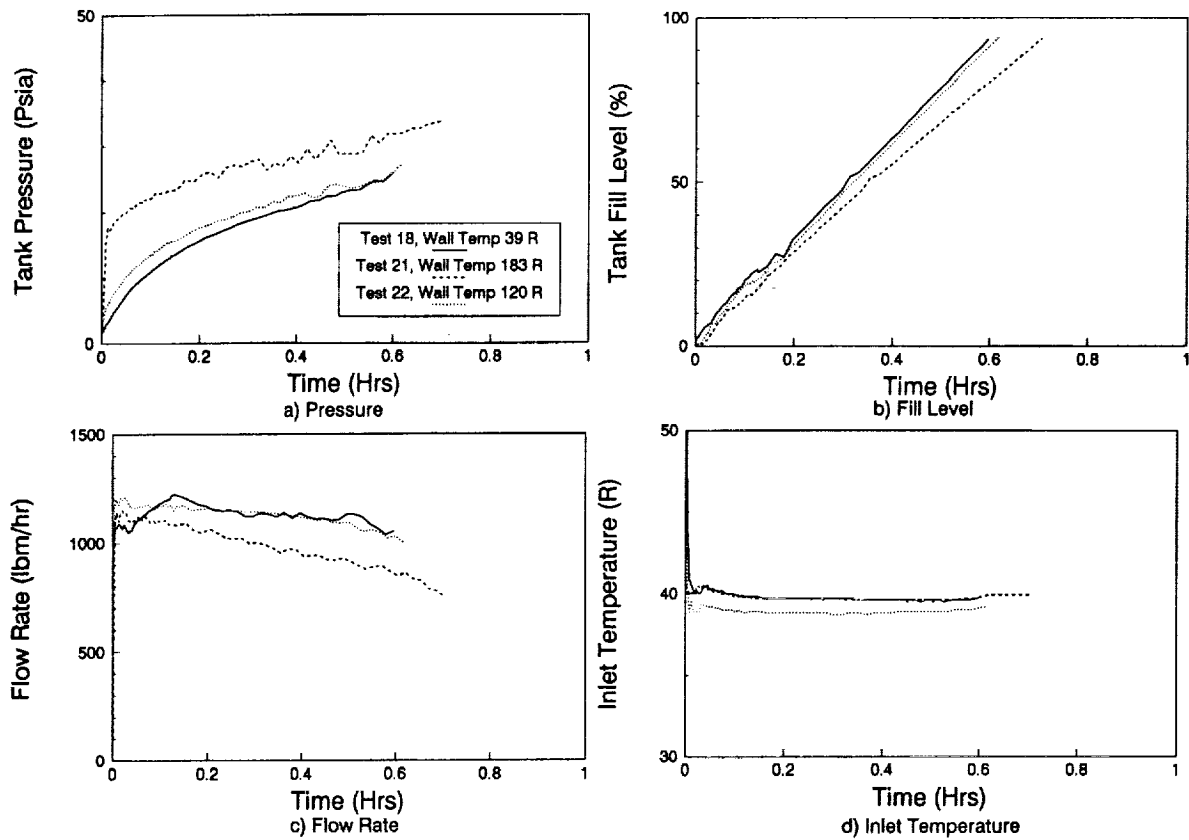 50
Tank Pressure (Psia)
0
Test 18, Wall Temp 39 R
Test 21, Wall Temp 183 R
Test 22, Wall Temp 120 R
0 0.2 0.4 0.6 0.8 1
Time (Hrs)
a) Pressure
100
Tank Fill Level (%)
50
0
0 0.2 0.4 0.6 0.8 1
Time (Hrs)
b) Fill Level
1500
Flow Rate (lbm/hr)
1000
500
0
0 0.2 0.4 0.6 0.8 1
Time (Hrs)
c) Flow Rate
50
Inlet Temperature (R)
40
30
0 0.2 0.4 0.6 0.8 1
Time (Hrs)
d) Inlet Temperature